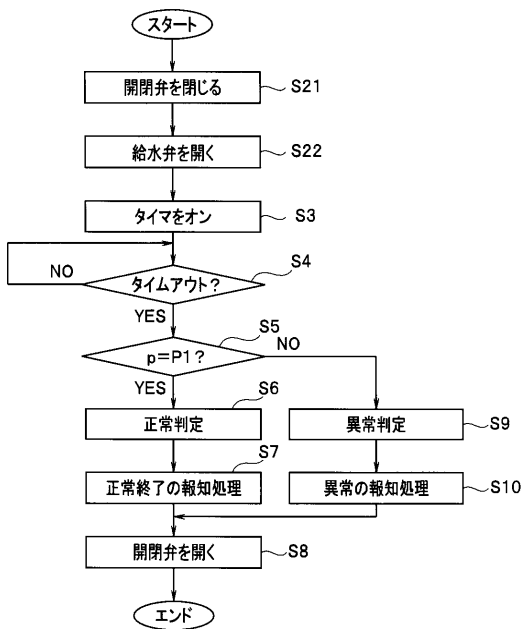 スタート
開閉弁を閉じる
S21
給水弁を開く
S22
タイマをオン
S3
S4
タイムアウト?
NO
YES
S5
p=P1?
NO
YES
S6
正常判定
異常判定
S9
S7
正常終了の報知処理
異常の報知処理
S10
開閉弁を開く
S8
エンド